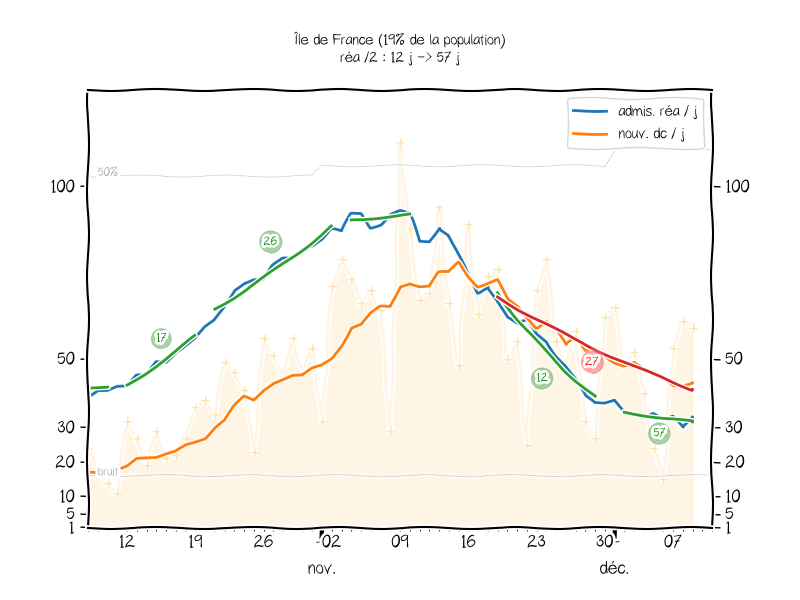 Île de France (19% de la population)
réa /2 : 12 j -> 57 j
admis. réa / j
nouv. dc / j
50%
100
100
26
17
50
50
27
12
30
57
30
20
bruit
20
10
10
5
5
1
1
12 19 26 02 09 16 23 30 07
nov. déc.